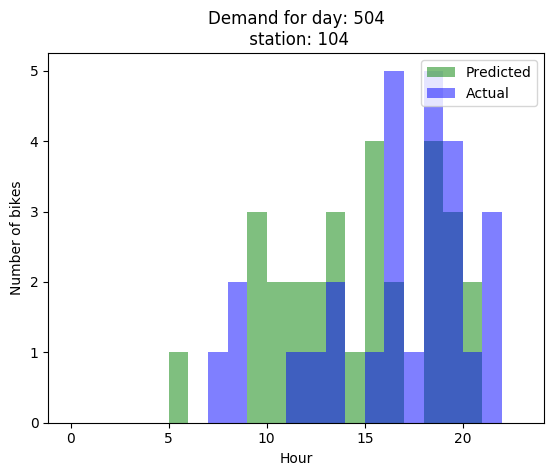 Demand for day: 504
station: 104
Predicted
Actual
5
4
3
2
1
0
Number of bikes
0 5 10 15 20
Hour